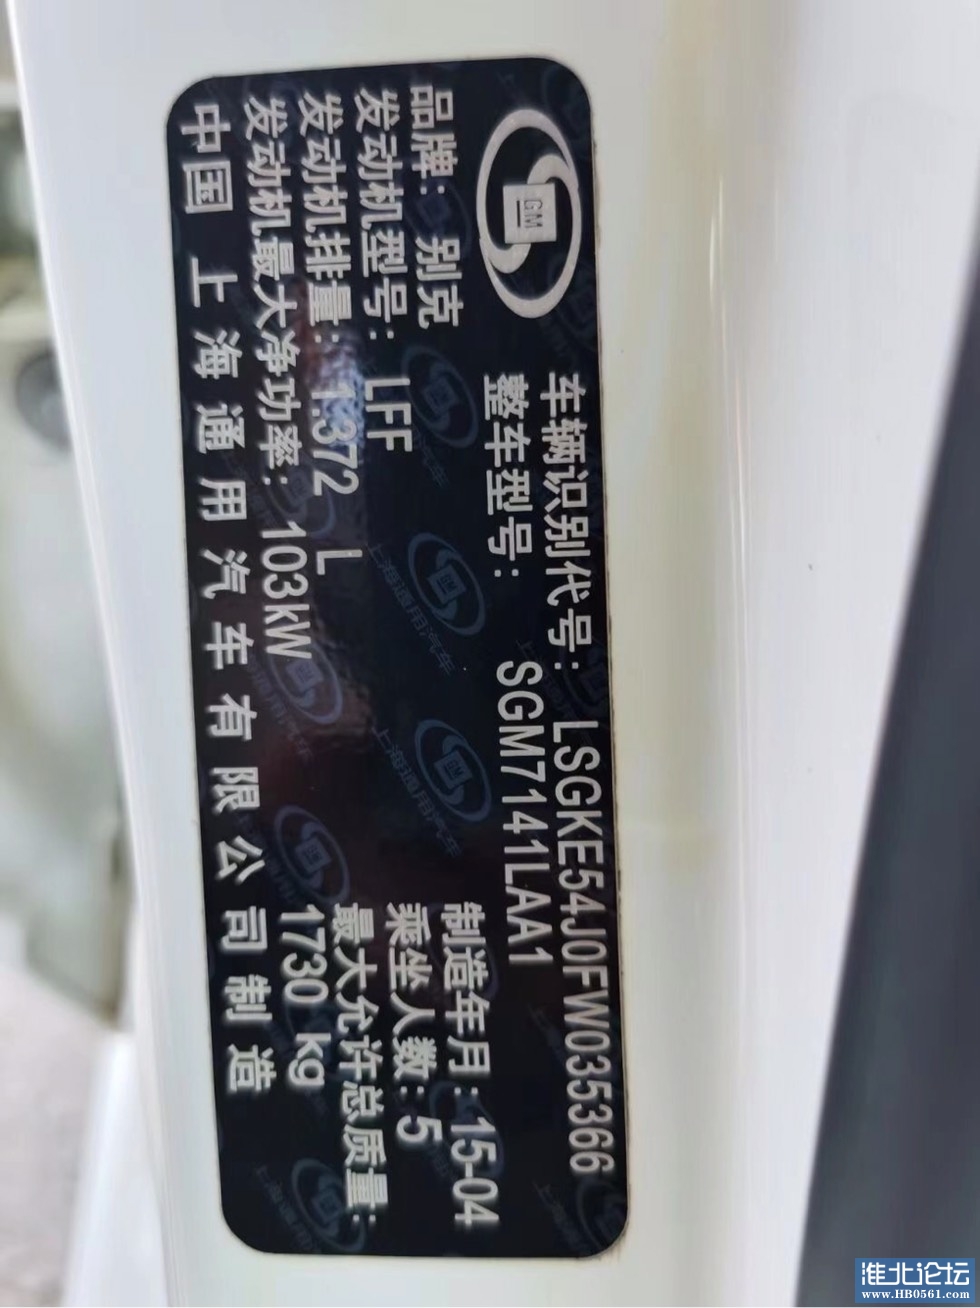 GM
车辆识别代号: LSGKE54J0FW035366
整车型号: SGM7141LAA1
品牌: 别克
制造年月: 15-04
发动机型号: LFF
乘坐人数: 5
发动机排量: 1.372 L
最大允许总质量:
发动机最大净功率: 103kW
1730 kg
中国 上海通用汽车有限公司制造
淮北论坛
www.HB0561.com